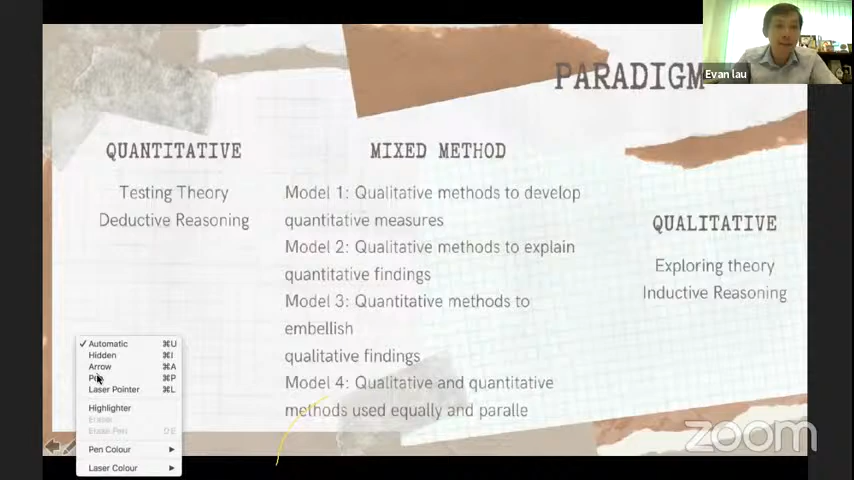 PARADIGM
Evan lau
QUANTITATIVE
Testing Theory
Deductive Reasoning
MIXED METHOD
Model 1: Qualitative methods to develop
quantitative measures
Model 2: Qualitative methods to explain
quantitative findings
Model 3: Quantitative methods to
embellish
qualitative findings
Model 4: Qualitative and quantitative
methods used equally and paralle
QUALITATIVE
Exploring theory
Inductive Reasoning
✓ Automatic ⌘U
Hidden ⌘I
Arrow ⌘A
⌘P
Laser Pointer ⌘L
Highlighter
Eraser
Erase Pen
Pen Colour
Laser Colour
zoom